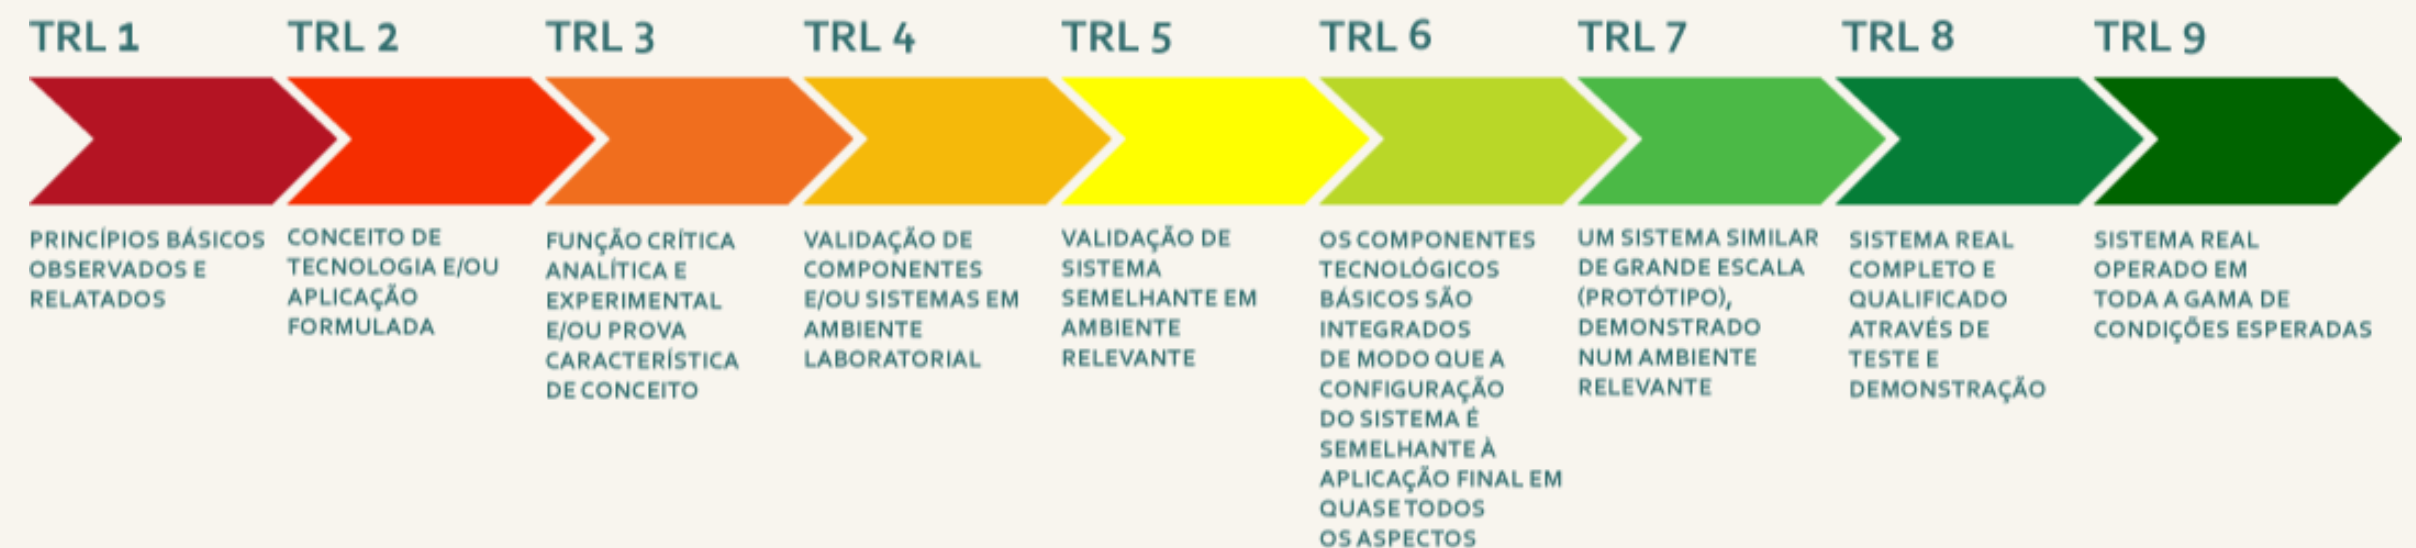 TRL 1
PRINCÍPIOS BÁSICOS
OBSERVADOS E
RELATADOS
TRL 2
CONCEITO DE
TECNOLOGIA E/OU
APLICAÇÃO
FORMULADA
TRL 3
FUNÇÃO CRÍTICA
ANALÍTICA E
EXPERIMENTAL
E/OU PROVA
CARACTERÍSTICA
DE CONCEITO
TRL 4
VALIDAÇÃO DE
COMPONENTES
E/OU SISTEMAS EM
AMBIENTE
LABORATORIAL
TRL 5
VALIDAÇÃO DE
SISTEMA
SEMELHANTE EM
AMBIENTE
RELEVANTE
TRL 6
OS COMPONENTES
TECNOLÓGICOS
BÁSICOS SÃO
INTEGRADOS
DE MODO QUE A
CONFIGURAÇÃO
DO SISTEMA É
SEMELHANTE À
APLICAÇÃO FINAL EM
QUASE TODOS
OS ASPECTOS
TRL 7
UM SISTEMA SIMILAR
DE GRANDE ESCALA
(PROTÓTIPO),
DEMONSTRADO
NUM AMBIENTE
RELEVANTE
TRL 8
SISTEMA REAL
COMPLETO E
QUALIFICADO
ATRAVÉS DE
TESTE E
DEMONSTRAÇÃO
TRL 9
SISTEMA REAL
OPERADO EM
TODA A GAMA DE
CONDIÇÕES ESPERADAS